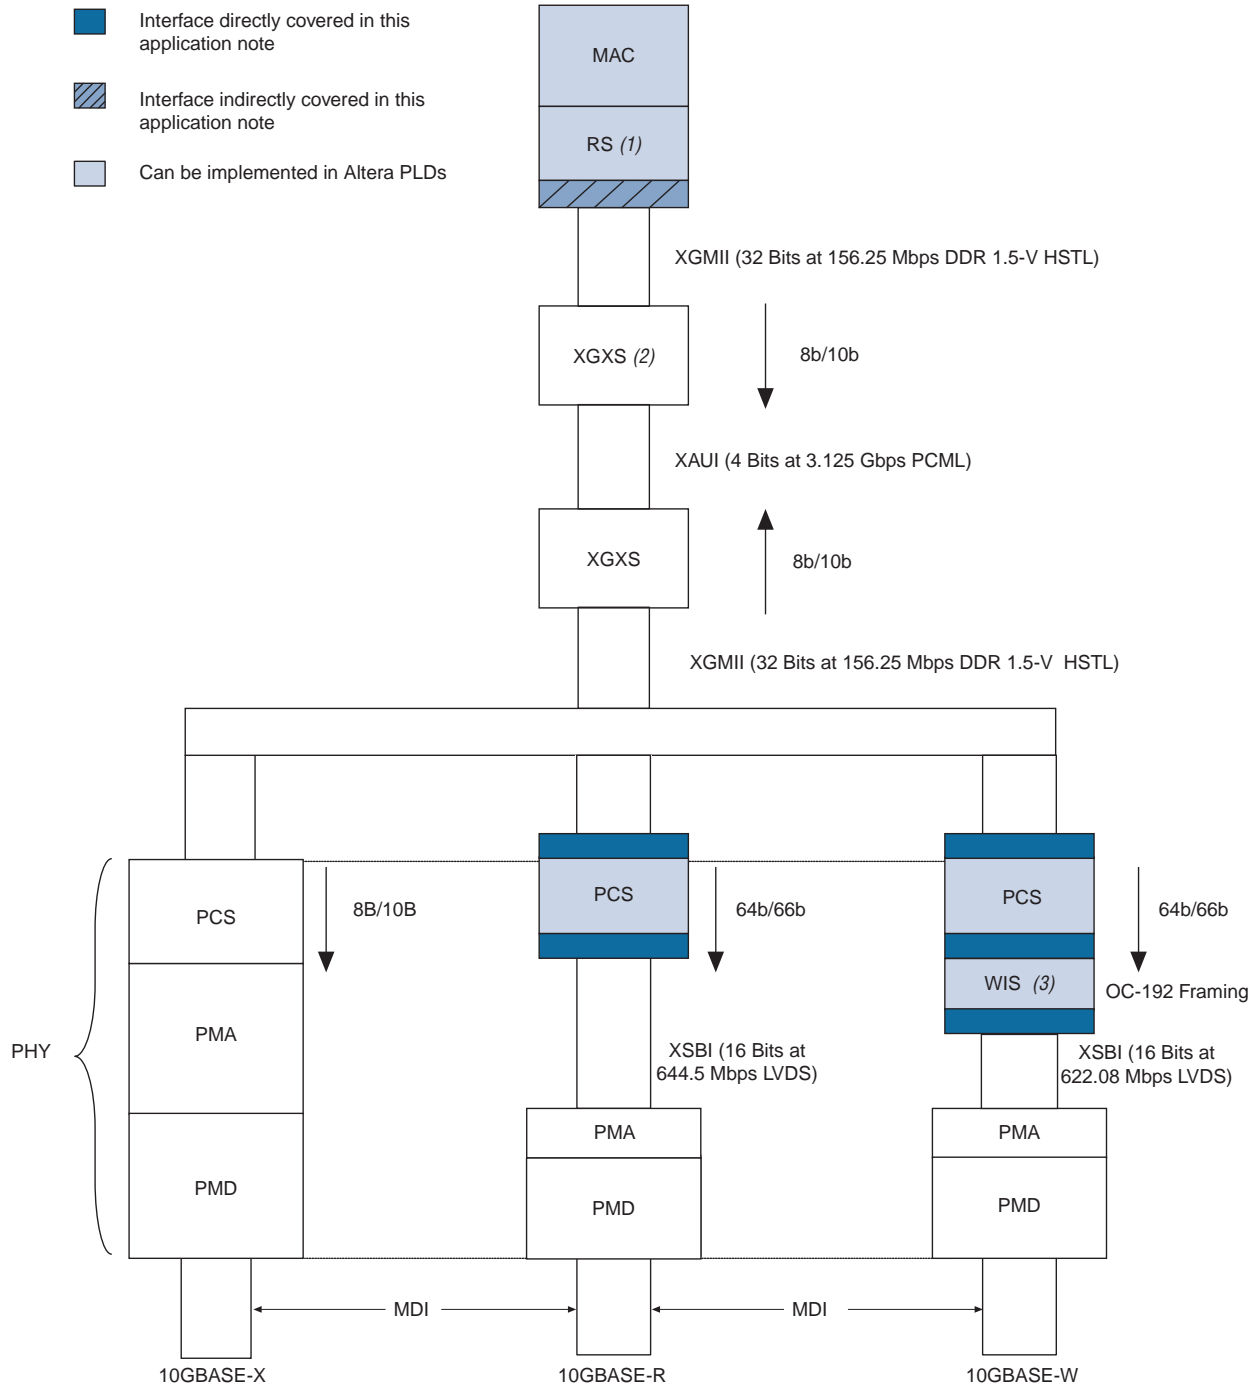 Interface directly covered in this
application note
Interface indirectly covered in this
application note
Can be implemented in Altera PLDs
MAC
RS (1)
XGMII (32 Bits at 156.25 Mbps DDR 1.5-V HSTL)
XGXS (2)
8b/10b
XAUI (4 Bits at 3.125 Gbps PCML)
XGXS
8b/10b
XGMII (32 Bits at 156.25 Mbps DDR 1.5-V HSTL)
PHY
PCS
8B/10B
PMA
PMD
PCS
64b/66b
XSBI (16 Bits at
644.5 Mbps LVDS)
PMA
PMD
PCS
64b/66b
WIS (3)
OC-192 Framing
XSBI (16 Bits at
622.08 Mbps LVDS)
PMA
PMD
MDI
MDI
10GBASE-X
10GBASE-R
10GBASE-W